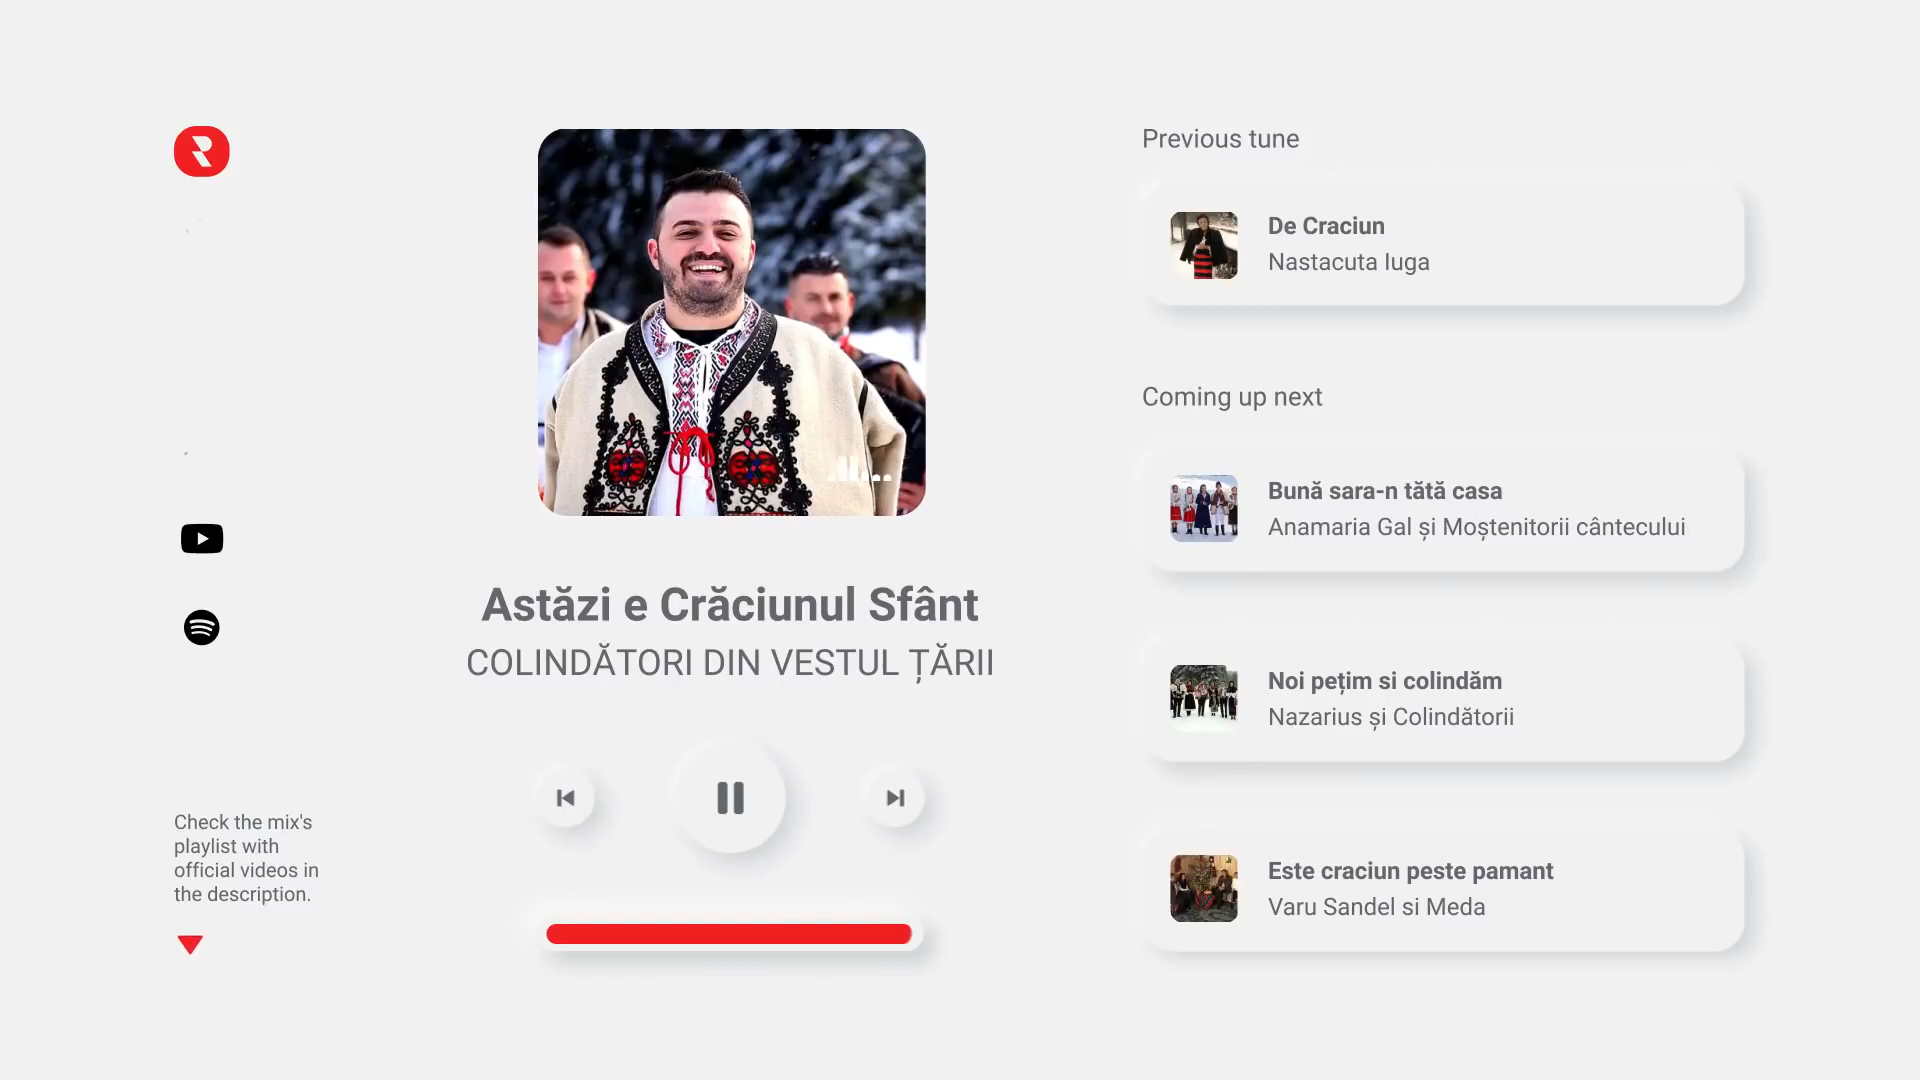 Astăzi e Crăciunul Sfânt
COLINDĂTORI DIN VESTUL ȚĂRII
Check the mix's
playlist with
official videos in
the description.
Previous tune
De Craciun
Nastacuta Iuga
Coming up next
Bună sara-n tătă casa
Anamaria Gal și Moștenitorii cântecului
Noi pețim si colindăm
Nazarius și Colindătorii
Este craciun peste pamant
Varu Sandel si Meda